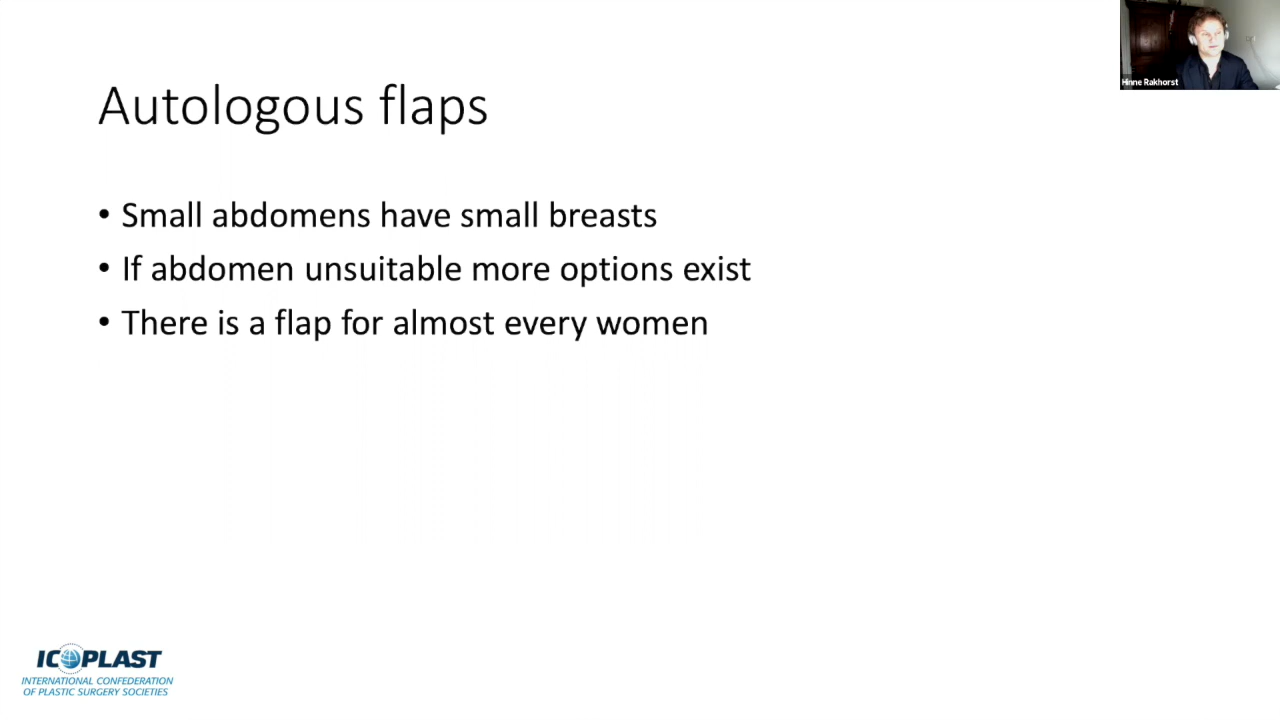 Hinne Rakhorst
Autologous flaps
• Small abdomens have small breasts
• If abdomen unsuitable more options exist
• There is a flap for almost every women
ICOPLAST
INTERNATIONAL CONFEDERATION
OF PLASTIC SURGERY SOCIETIES